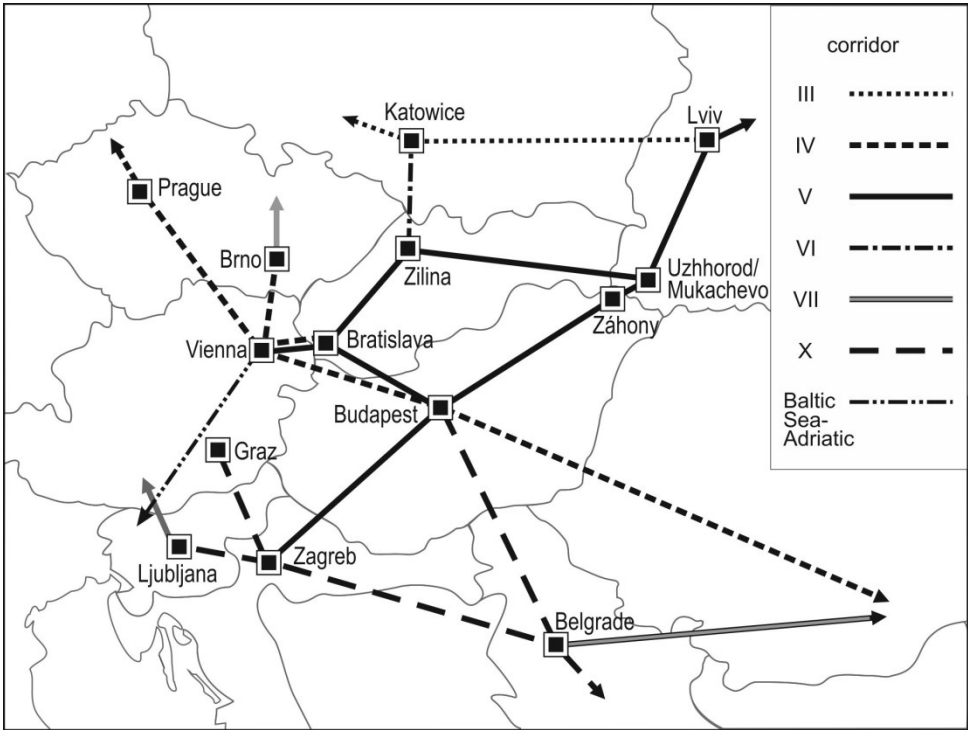 Katowice
Lviv
Prague
Brno
Zilina
Uzhhorod/
Mukachevo
Záhony
Vienna
Bratislava
Budapest
Graz
Zagreb
Ljubljana
Belgrade
corridor
III
IV
V
VI
VII
X
Baltic
Sea-
Adriatic